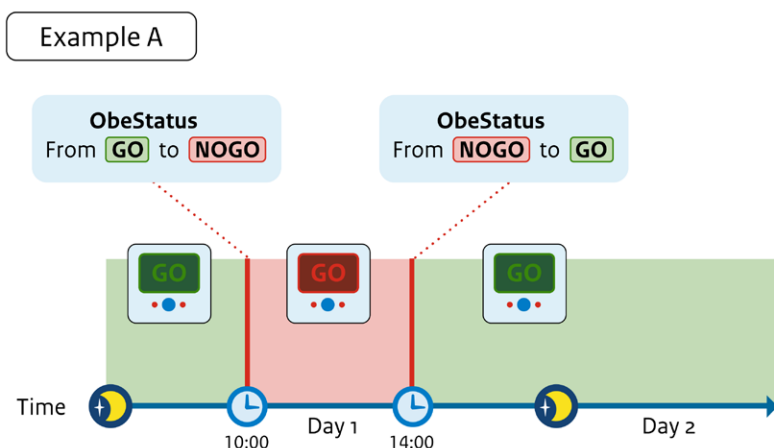 Example A
ObeStatus
From GO to NOGO
ObeStatus
From NOGO to GO
GO
GO
GO
Time
10:00
Day 1
14:00
Day 2